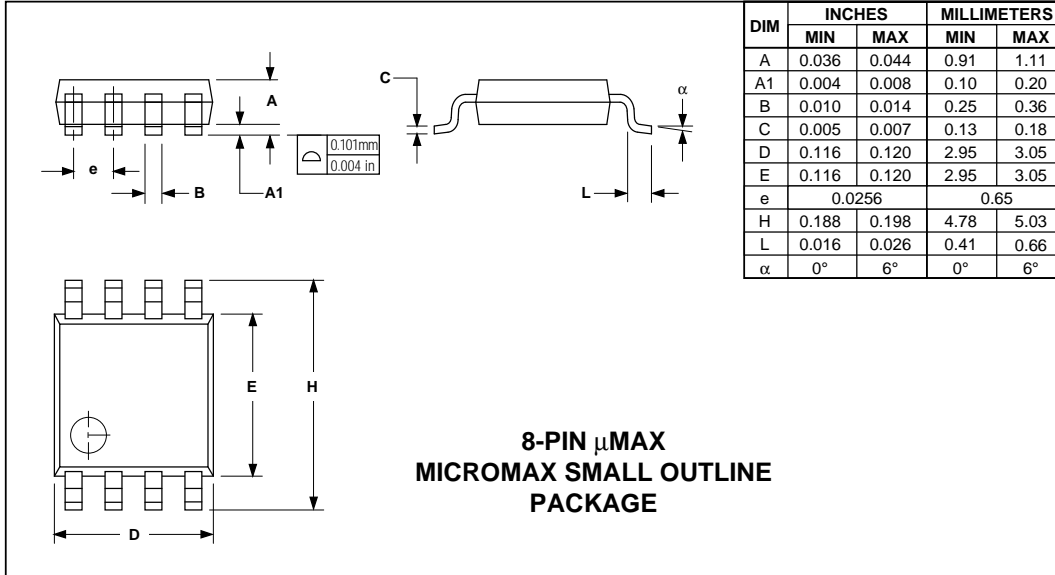 DIM INCHES MILLIMETERS
MIN MAX MIN MAX
A 0.036 0.044 0.91 1.11
A1 0.004 0.008 0.10 0.20
B 0.010 0.014 0.25 0.36
C 0.005 0.007 0.13 0.18
D 0.116 0.120 2.95 3.05
E 0.116 0.120 2.95 3.05
e 0.0256 0.65
H 0.188 0.198 4.78 5.03
L 0.016 0.026 0.41 0.66
α 0° 6° 0° 6°
A
C
α
0.101mm
0.004 in
e
B
A1
L
E
H
D
8-PIN μMAX
MICROMAX SMALL OUTLINE
PACKAGE